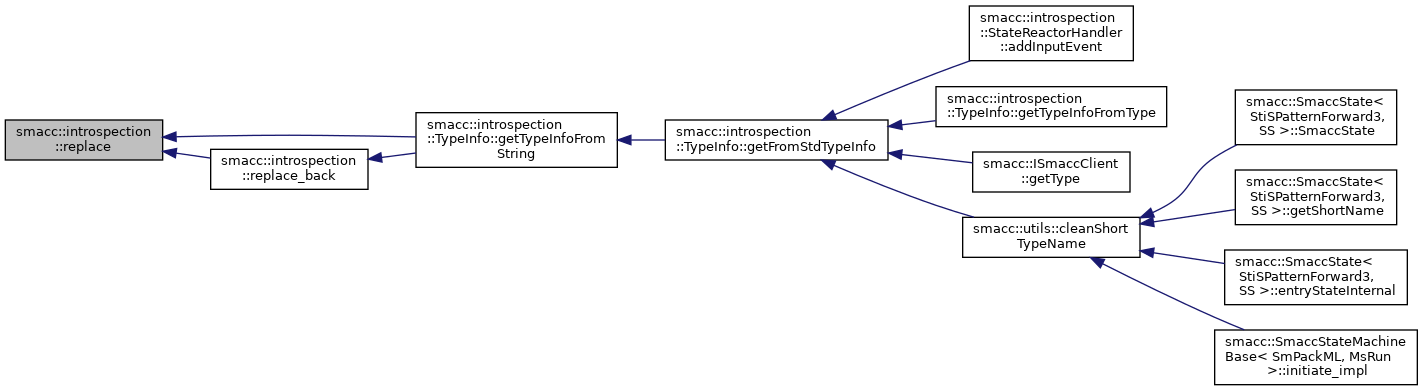 smacc::introspection
::replace
smacc::introspection
::replace_back
smacc::introspection
::TypeInfo::getTypeInfoFrom
String
smacc::introspection
::TypeInfo::getFromStdTypeInfo
smacc::introspection
::StateReactorHandler
::addInputEvent
smacc::introspection
::TypeInfo::getTypeInfoFromType
smacc::ISmaccClient
::getType
smacc::utils::cleanShort
TypeName
smacc::SmaccState<
StiSPatternForward3,
SS >::SmaccState
smacc::SmaccState<
StiSPatternForward3,
SS >::getShortName
smacc::SmaccState<
StiSPatternForward3,
SS >::entryStateInternal
smacc::SmaccStateMachine
Base< SmPackML, MsRun
>::initiate_impl